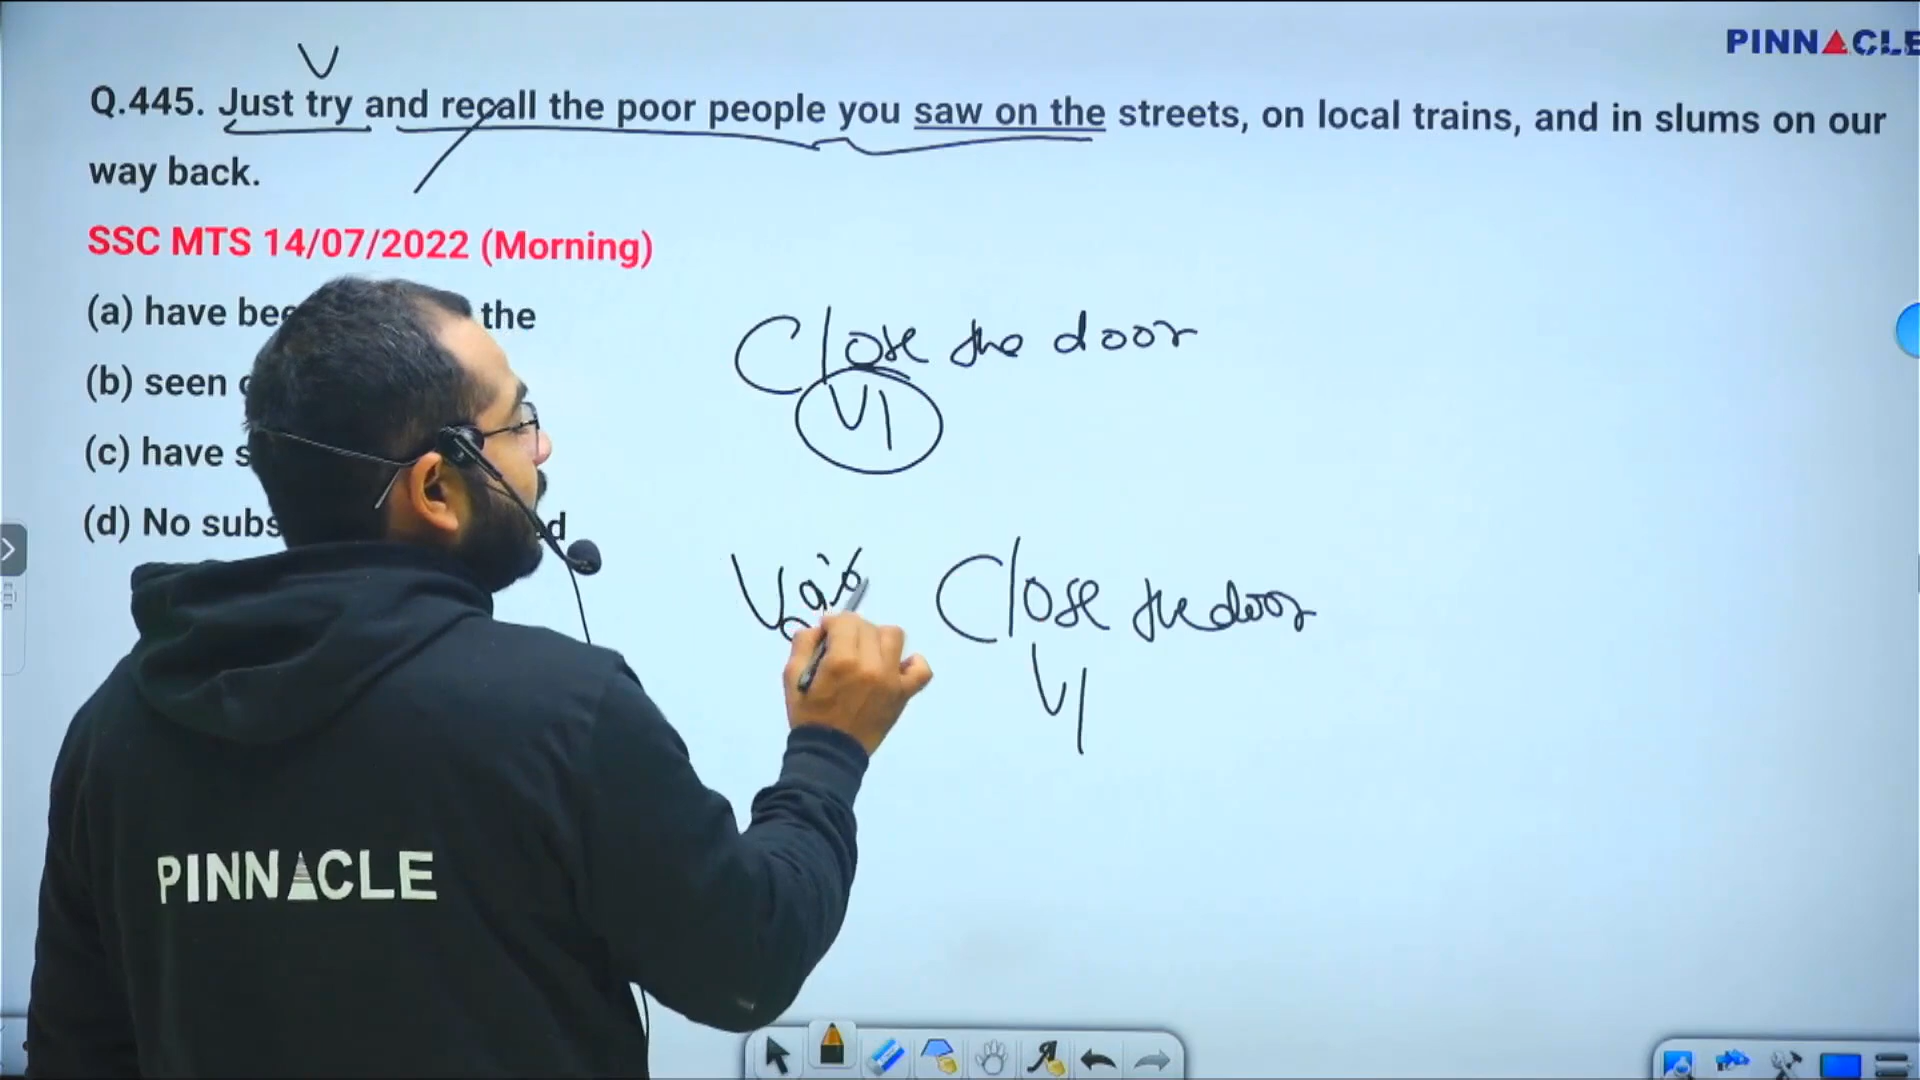 PINNACLE
Q.445. Just try and recall the poor people you saw on the streets, on local trains, and in slums on our
way back.
SSC MTS 14/07/2022 (Morning)
(a) have the
(b) seen
(c) have
(d) No
Close the door
V1
Close the door
V1
PINNACLE